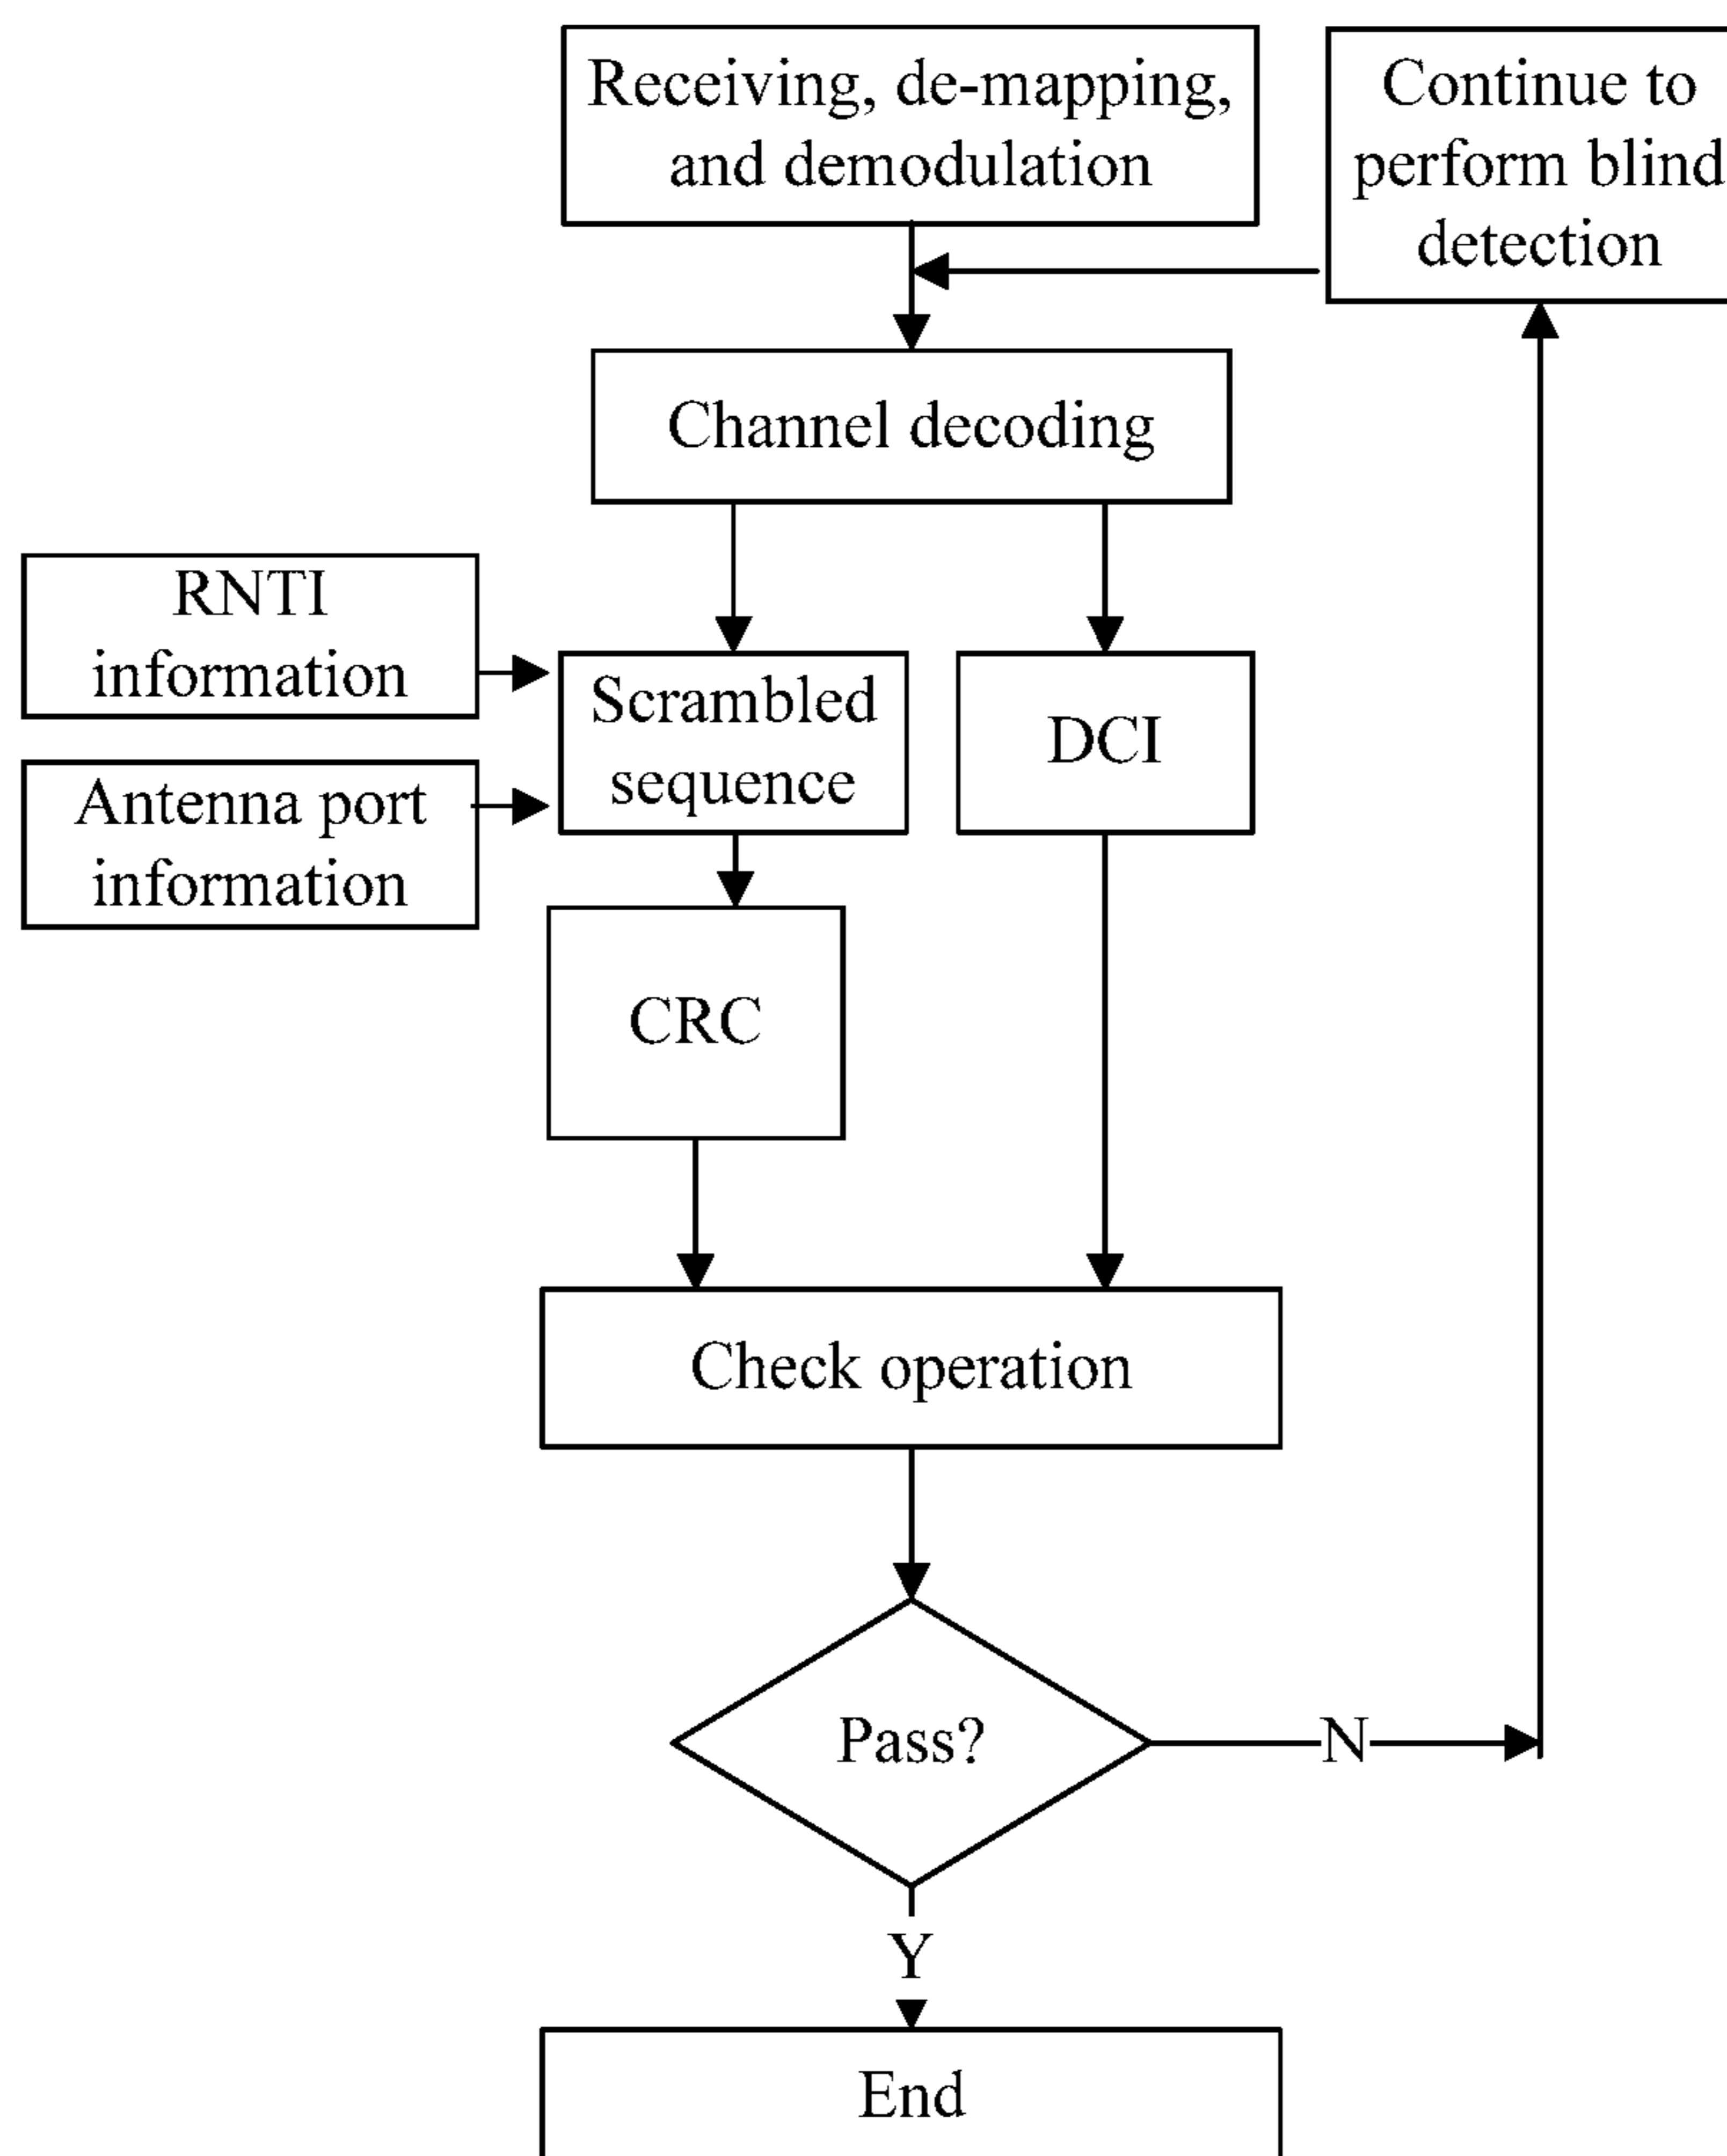 Receiving, de-mapping,
and demodulation
Continue to
perform blind
detection
Channel decoding
RNTI
information
Scrambled
sequence
DCI
Antenna port
information
CRC
Check operation
Pass?
N
Y
End